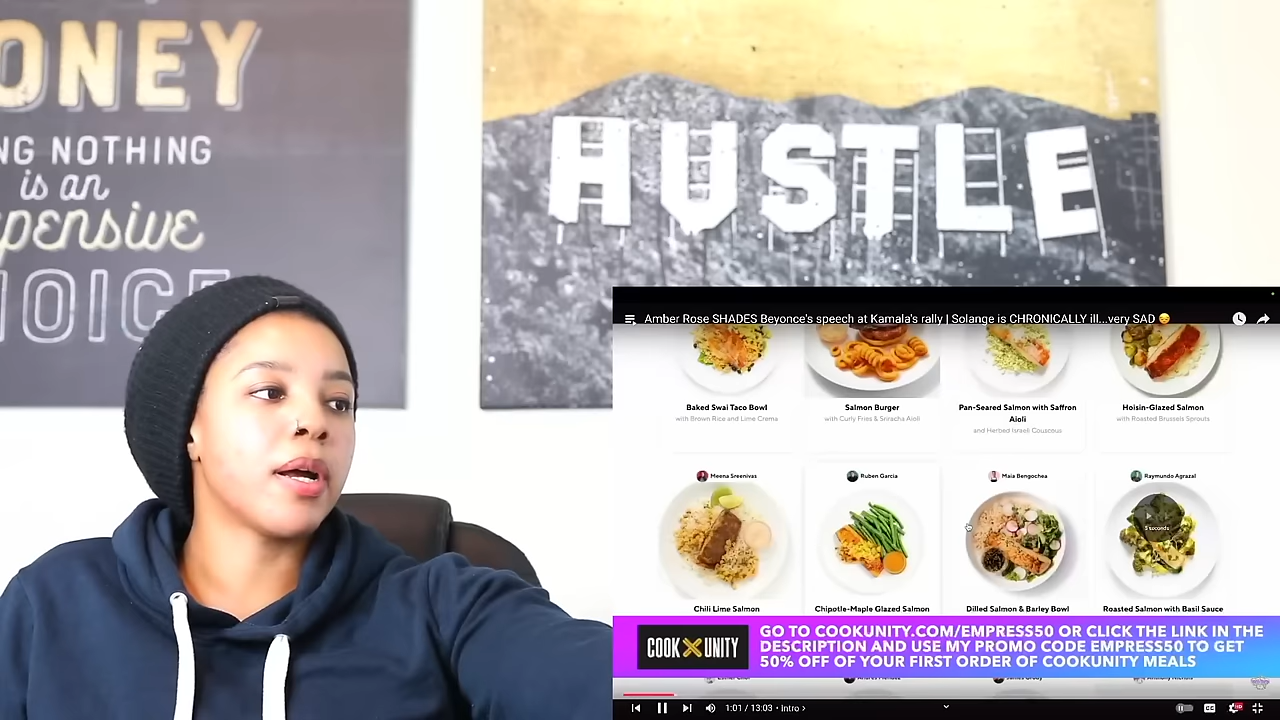 ONEY
NG NOTHING
is an
pensive
HOICE
HUSTLE
Amber Rose SHADES Beyonce's speech at Kamala's rally | Solange is CHRONICALLY ill...very SAD
Baked Swai Taco Bowl
with Brown Rice and Lime Crema
Salmon Burger
with Curly Fries & Sriracha Aioli
Pan-Seared Salmon with Saffron
Aioli
and Herbed Israeli Couscous
Hoisin-Glazed Salmon
with Roasted Brussels Sprouts
Meena Sreenivas
Ruben Garcia
Maia Bengochea
Raymundo Agrazal
5 seconds
Chili Lime Salmon
Chipotle-Maple Glazed Salmon
Dilled Salmon & Barley Bowl
Roasted Salmon with Basil Sauce
COOK UNITY
GO TO COOKUNITY.COM/EMPRESS50 OR CLICK THE LINK IN THE
DESCRIPTION AND USE MY PROMO CODE EMPRESS50 TO GET
50% OFF OF YOUR FIRST ORDER OF COOKUNITY MEALS
1:01 / 13:03 • Intro >
CC
HD